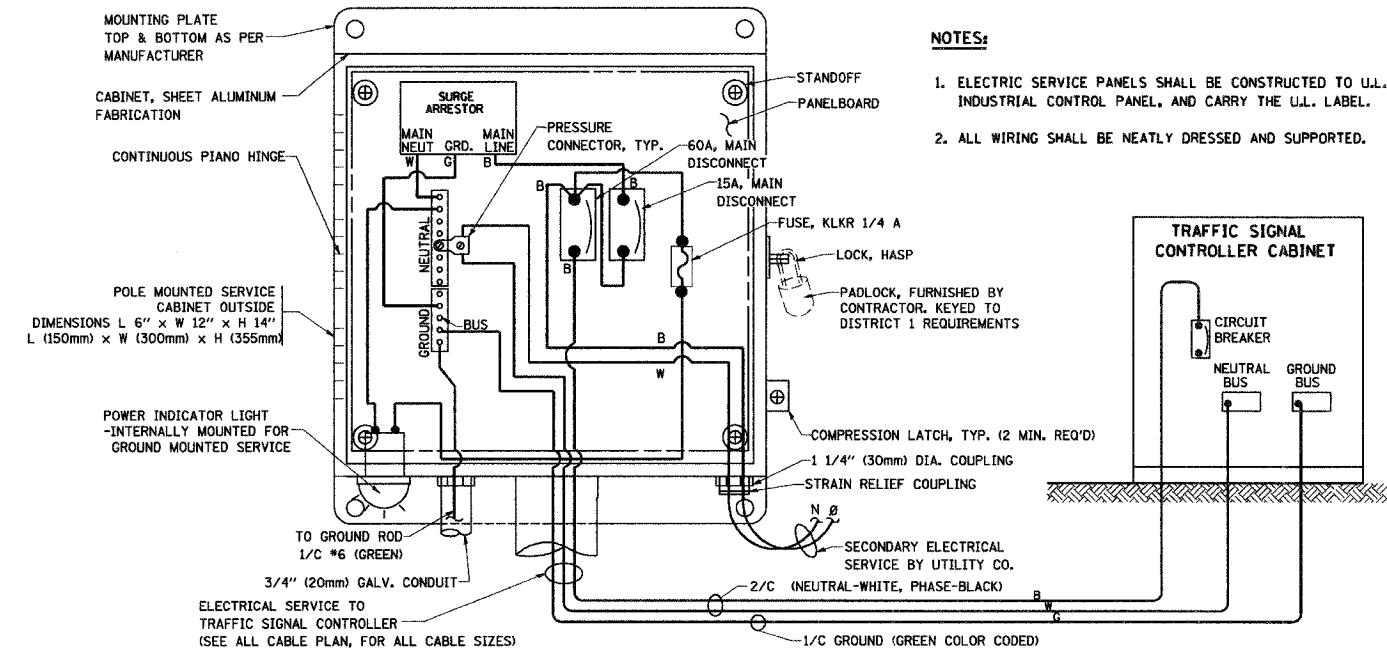 MOUNTING PLATE
TOP & BOTTOM AS PER
MANUFACTURER
CABINET, SHEET ALUMINUM
FABRICATION
CONTINUOUS PIANO HINGE
POLE MOUNTED SERVICE
CABINET OUTSIDE
DIMENSIONS L 6" x W 12" x H 14"
L (150mm) x W (300mm) x H (355mm)
POWER INDICATOR LIGHT
-INTERNALLY MOUNTED FOR
GROUND MOUNTED SERVICE
SURGE
ARRESTOR
MAIN
NEUT
GRD.
MAIN
LINE
W
G
B
NEUTRAL
GROUND
BUS
PRESSURE
CONNECTOR, TYP.
B
B
B
B
W
STANDOFF
PANELBOARD
60A, MAIN
DISCONNECT
15A, MAIN
DISCONNECT
FUSE, KLKR 1/4 A
LOCK, HASP
PADLOCK, FURNISHED BY
CONTRACTOR. KEYED TO
DISTRICT 1 REQUIREMENTS
COMPRESSION LATCH, TYP. (2 MIN. REQ'D)
1 1/4" (30mm) DIA. COUPLING
STRAIN RELIEF COUPLING
N Ø
SECONDARY ELECTRICAL
SERVICE BY UTILITY CO.
TO GROUND ROD
1/C #6 (GREEN)
3/4" (20mm) GALV. CONDUIT
ELECTRICAL SERVICE TO
TRAFFIC SIGNAL CONTROLLER
(SEE ALL CABLE PLAN, FOR ALL CABLE SIZES)
2/C (NEUTRAL-WHITE, PHASE-BLACK)
B
W
G
1/C GROUND (GREEN COLOR CODED)
NOTES:
1. ELECTRIC SERVICE PANELS SHALL BE CONSTRUCTED TO U.L.
INDUSTRIAL CONTROL PANEL, AND CARRY THE U.L. LABEL.
2. ALL WIRING SHALL BE NEATLY DRESSED AND SUPPORTED.
TRAFFIC SIGNAL
CONTROLLER CABINET
CIRCUIT
BREAKER
NEUTRAL
BUS
GROUND
BUS